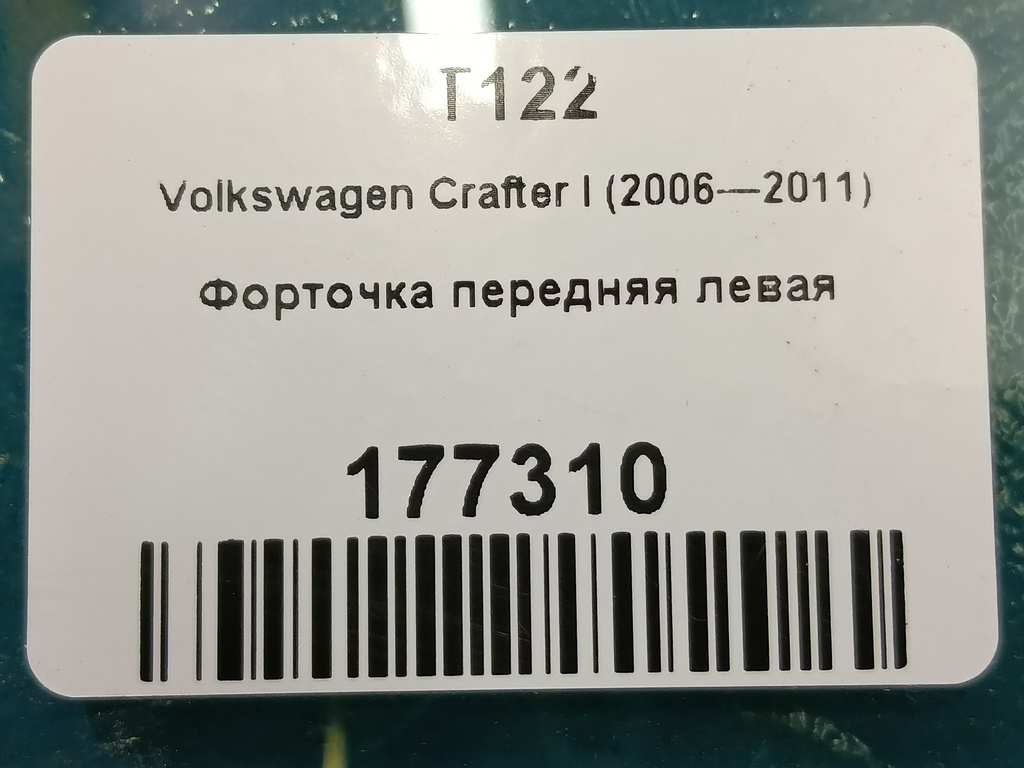 T122
Volkswagen Crafter I (2006—2011)
Форточка передняя левая
177310